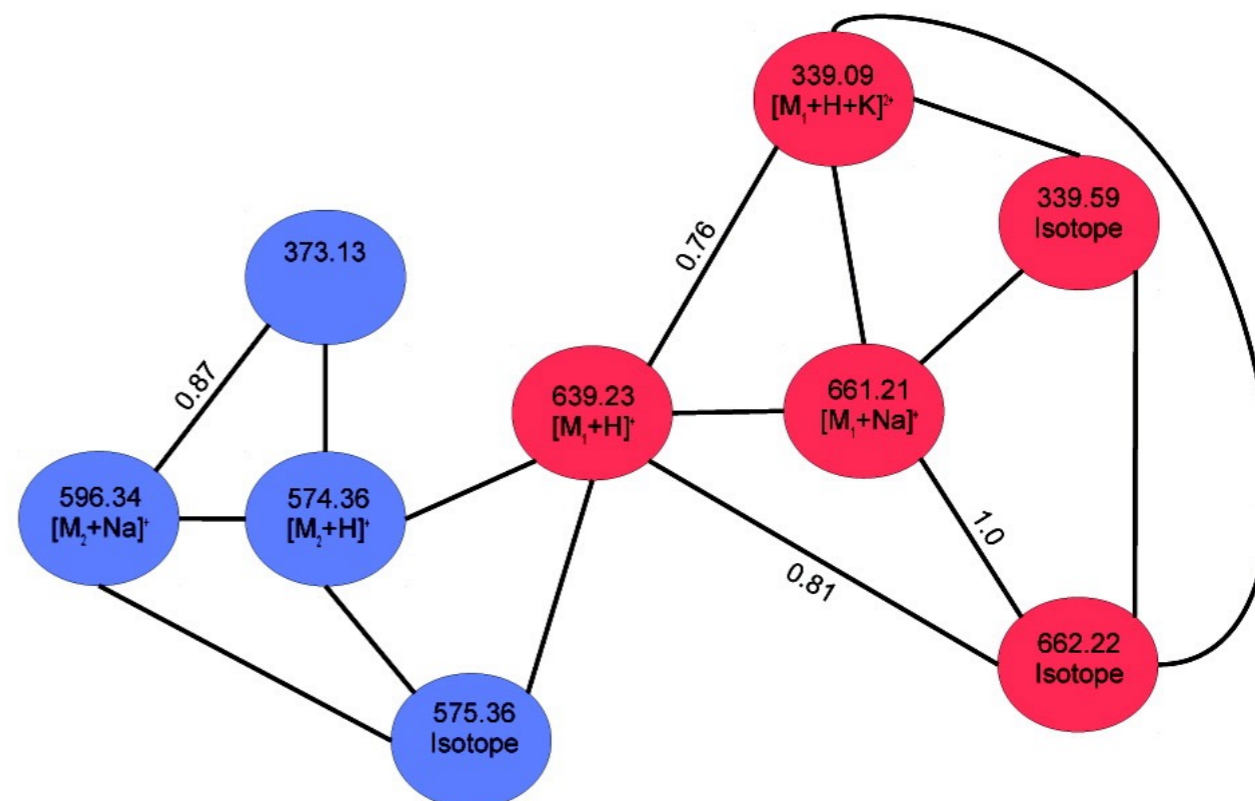 339.09
[M₁+H+K]²⁺
339.59
Isotope
0.76
373.13
0.87
639.23
[M₁+H]⁺
661.21
[M₁+Na]⁺
596.34
[M₂+Na]⁺
574.36
[M₂+H]⁺
1.0
0.81
662.22
Isotope
575.36
Isotope